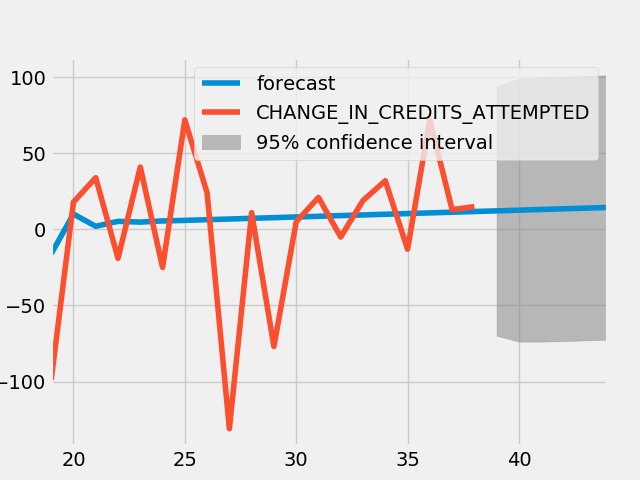 100
forecast
CHANGE_IN_CREDITS_ATTEMPTED
95% confidence interval
50
0
−50
−100
20 25 30 35 40